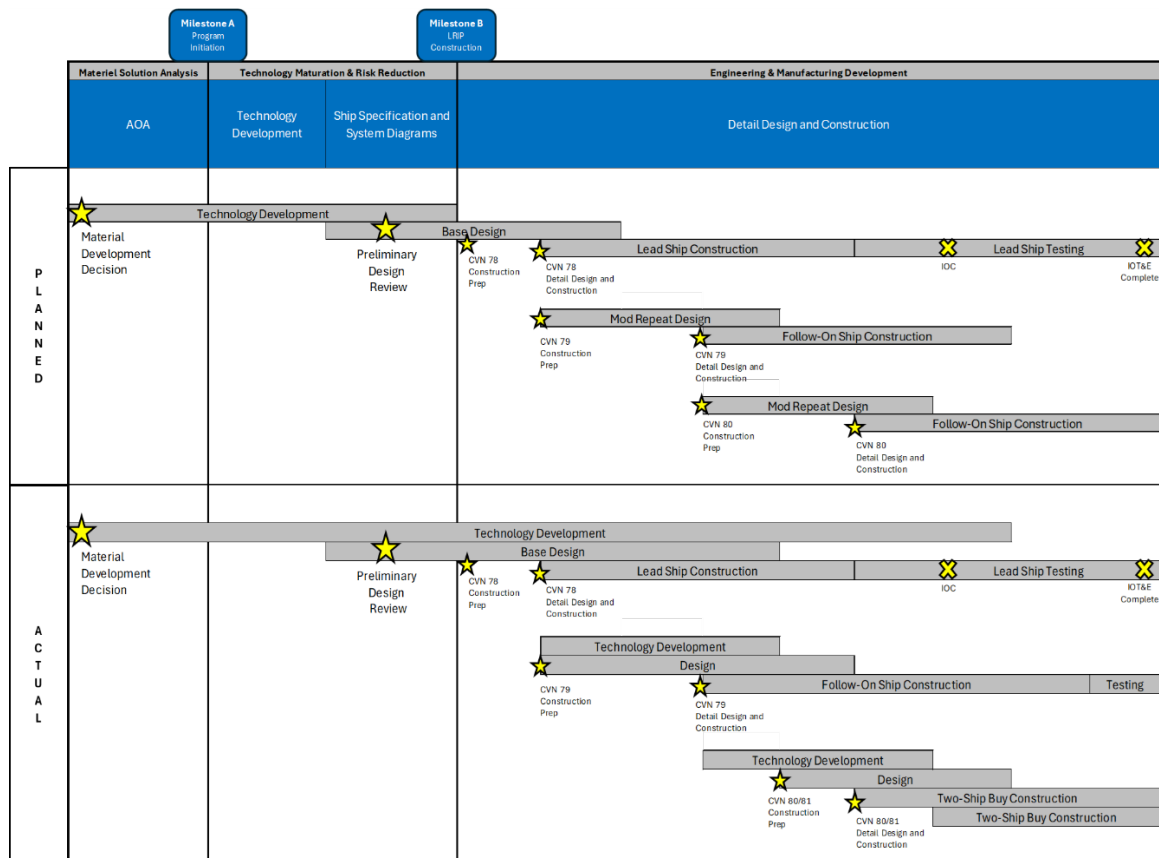 Milestone A
Program
Initiation
Milestone B
LRIP
Construction
Materiel Solution Analysis
Technology Maturation & Risk Reduction
Engineering & Manufacturing Development
AOA
Technology
Development
Ship Specification and
System Diagrams
Detail Design and Construction
PLANNED
Technology Development
Material
Development
Decision
Base Design
Preliminary
Design
Review
CVN 78
Construction
Prep
Lead Ship Construction
CVN 78
Detail Design and
Construction
Lead Ship Testing
IOC
IOT&E
Complete
Mod Repeat Design
CVN 79
Construction
Prep
Follow-On Ship Construction
CVN 79
Detail Design and
Construction
Mod Repeat Design
CVN 80
Construction
Prep
Follow-On Ship Construction
CVN 80
Detail Design and
Construction
ACTUAL
Technology Development
Material
Development
Decision
Base Design
Preliminary
Design
Review
CVN 78
Construction
Prep
Lead Ship Construction
CVN 78
Detail Design and
Construction
Lead Ship Testing
IOC
IOT&E
Complete
Technology Development
Design
CVN 79
Construction
Prep
Follow-On Ship Construction
Testing
CVN 79
Detail Design and
Construction
Technology Development
Design
CVN 80/81
Construction
Prep
Two-Ship Buy Construction
CVN 80/81
Detail Design and
Construction
Two-Ship Buy Construction